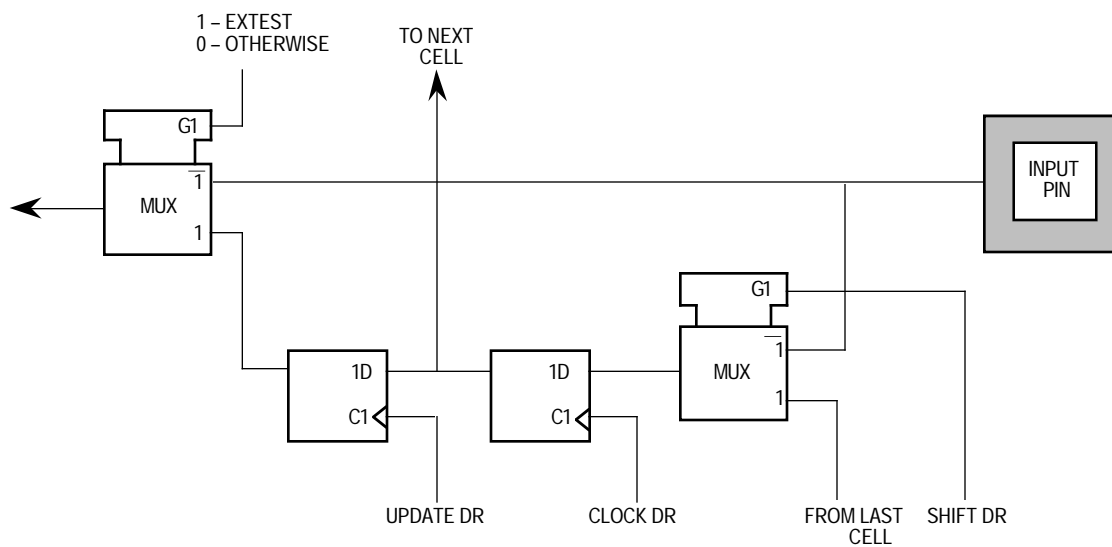 1 – EXTEST
0 – OTHERWISE
TO NEXT
CELL
G1
1
MUX
1
INPUT
PIN
G1
1
MUX
1
1D
C1
1D
C1
UPDATE DR
CLOCK DR
FROM LAST
CELL
SHIFT DR